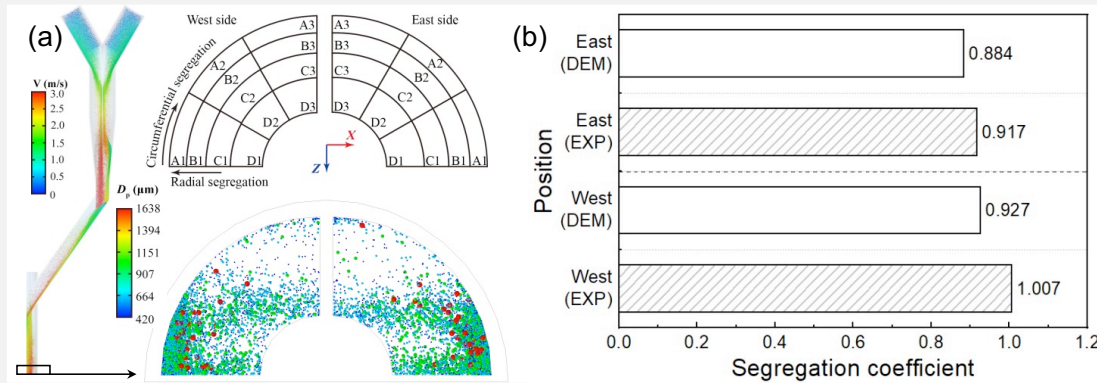 (a)
West side
East side
Circumferential segregation
A3
B3
C3
D3
A2
B2
C2
D2
A1 B1 C1 D1
Radial segregation
A3
B3
C3
D3
A2
B2
C2
D2
D1 C1 B1 A1
X
Z
V (m/s)
3.0
2.5
2.0
1.5
1.0
0.5
0
Dp (μm)
1638
1394
1151
907
664
420
(b)
Position
East
(DEM)
0.884
East
(EXP)
0.917
West
(DEM)
0.927
West
(EXP)
1.007
0.0 0.2 0.4 0.6 0.8 1.0 1.2
Segregation coefficient